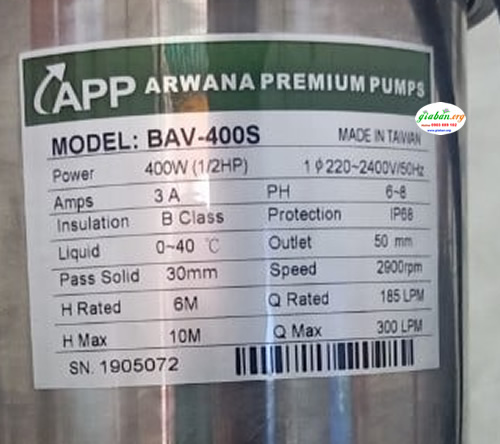 APP ARWANA PREMIUM PUMPS
giaban.org
MODEL: BAV-400S MADE IN TAIWAN
Power 400W (1/2HP) 1 ϕ 220~2400V/50Hz
Amps 3 A PH 6~8
Insulation B Class Protection IP68
Liquid 0~40 ℃ Outlet 50 mm
Pass Solid 30mm Speed 2900rpm
H Rated 6M Q Rated 185 LPM
H Max 10M Q Max 300 LPM
SN. 1905072